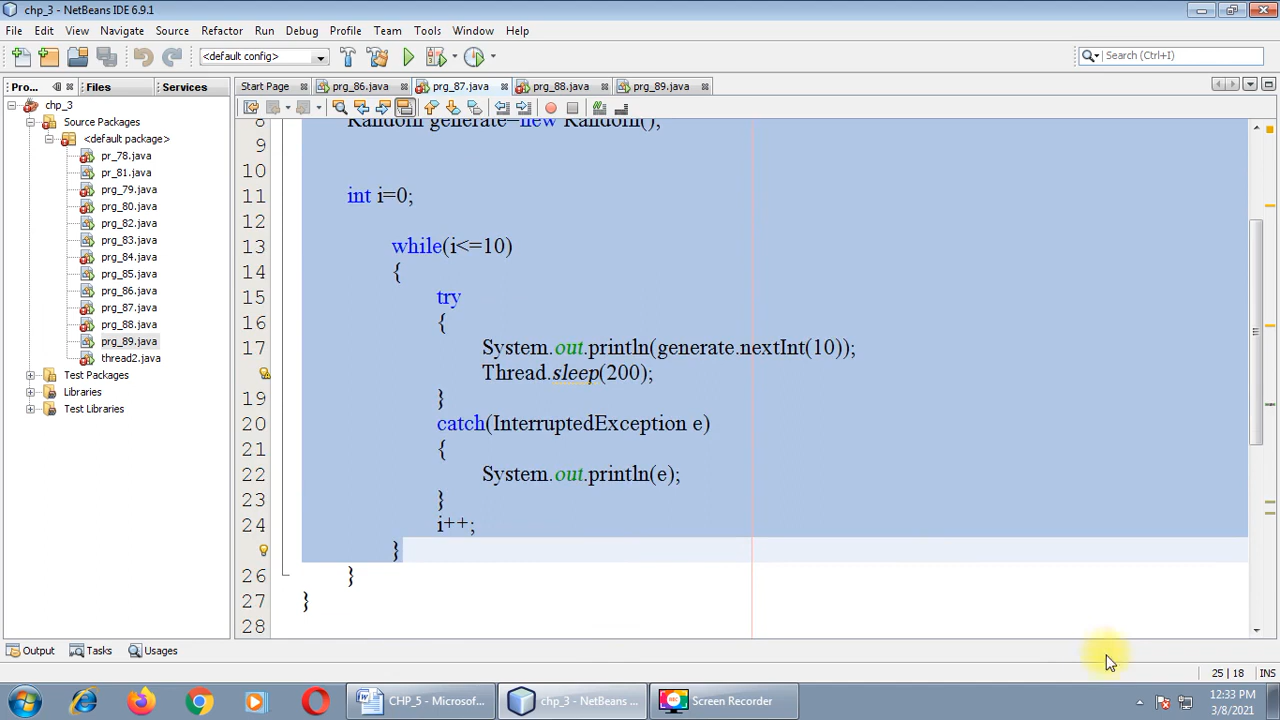 chp_3 - NetBeans IDE 6.9.1
File Edit View Navigate Source Refactor Run Debug Profile Team Tools Window Help
<default config>
Search (Ctrl+I)
Pro... Files Services
Start Page prg_86.java prg_87.java prg_88.java prg_89.java
chp_3
Source Packages
<default package>
pr_78.java
pr_81.java
prg_79.java
prg_80.java
prg_82.java
prg_83.java
prg_84.java
prg_85.java
prg_86.java
prg_87.java
prg_88.java
prg_89.java
thread2.java
Test Packages
Libraries
Test Libraries
8 Random generate=new Random();
9
10
11 int i=0;
12
13 while(i<=10)
14 {
15 try
16 {
17 System.out.println(generate.nextInt(10));
Thread.sleep(200);
19 }
20 catch(InterruptedException e)
21 {
22 System.out.println(e);
23 }
24 i++;
}
26 }
27 }
28
Output Tasks Usages
25 | 18 INS
CHP_5 - Microsof... chp_3 - NetBeans ... Screen Recorder
12:33 PM
3/8/2021